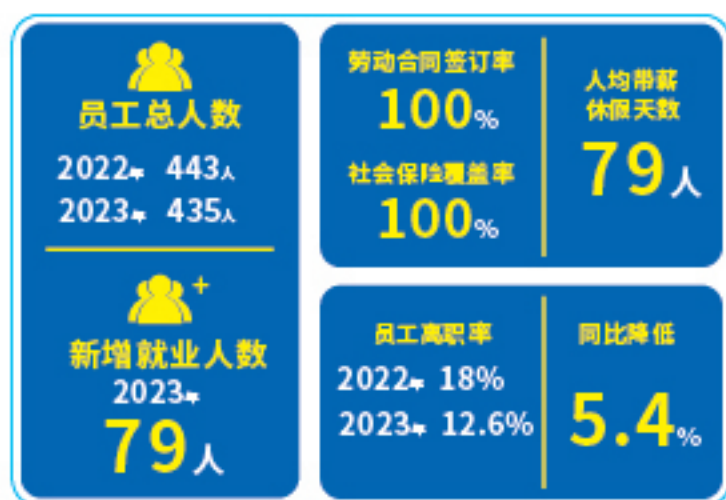 员工总人数
2022年 443人
2023年 435人
新增就业人数
2023年
79人
劳动合同签订率
100%
社会保险覆盖率
100%
人均带薪
休假天数
79人
员工离职率
2022年 18%
2023年 12.6%
同比降低
5.4%